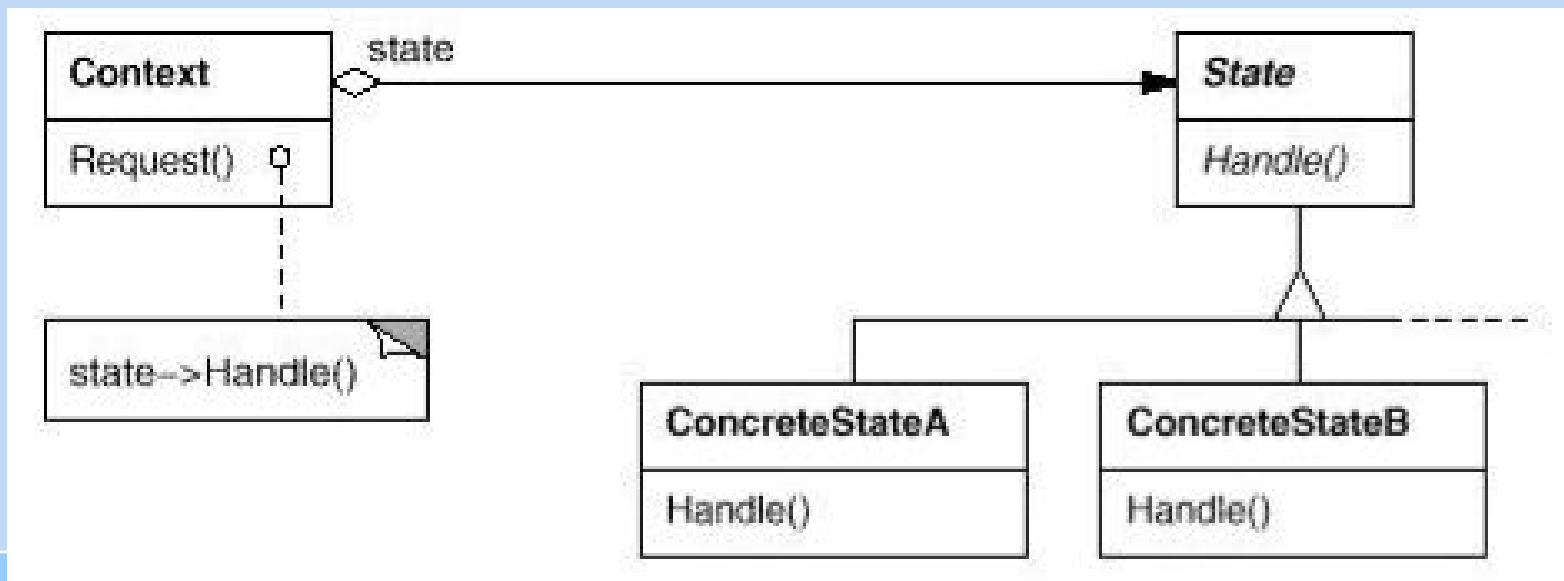 Context
state
State
Request()
Handle()
state–>Handle()
ConcreteStateA
ConcreteStateB
Handle()
Handle()